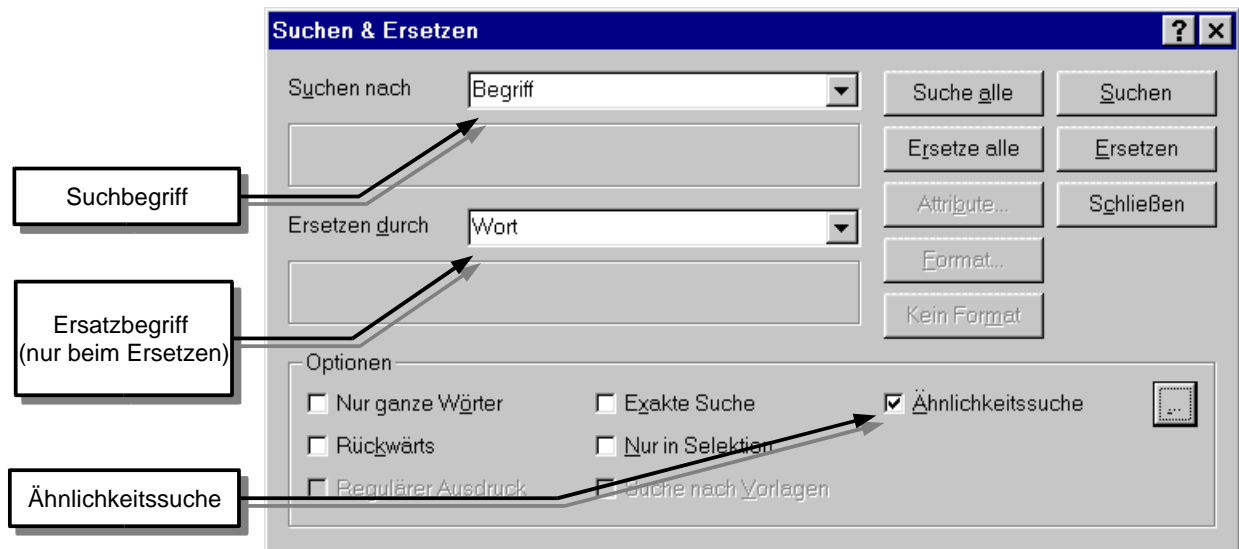 Suchen & Ersetzen
Suchen nach
Begriff
Suche alle
Suchen
Ersetze alle
Ersetzen
Suchbegriff
Attribute...
Schließen
Ersetzen durch
Wort
Format...
Ersatzbegriff
(nur beim Ersetzen)
Kein Format
Optionen
Nur ganze Wörter
Exakte Suche
Ähnlichkeitssuche
...
Rückwärts
Nur in Selektion
Ähnlichkeitssuche
Regulärer Ausdruck
Suche nach Vorlagen